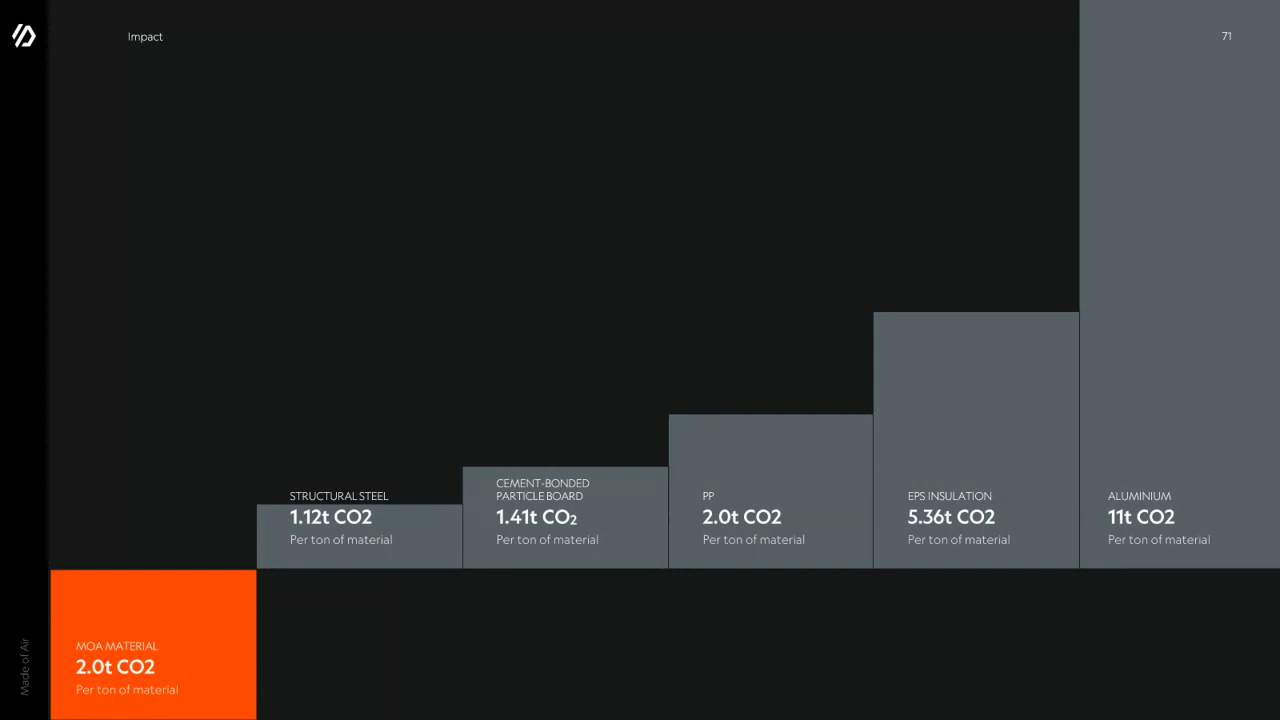 Impact
71
STRUCTURAL STEEL
1.12t CO2
Per ton of material
CEMENT-BONDED
PARTICLE BOARD
1.41t CO₂
Per ton of material
PP
2.0t CO2
Per ton of material
EPS INSULATION
5.36t CO2
Per ton of material
ALUMINIUM
11t CO2
Per ton of material
MOA MATERIAL
2.0t CO2
Per ton of material
Made of Air